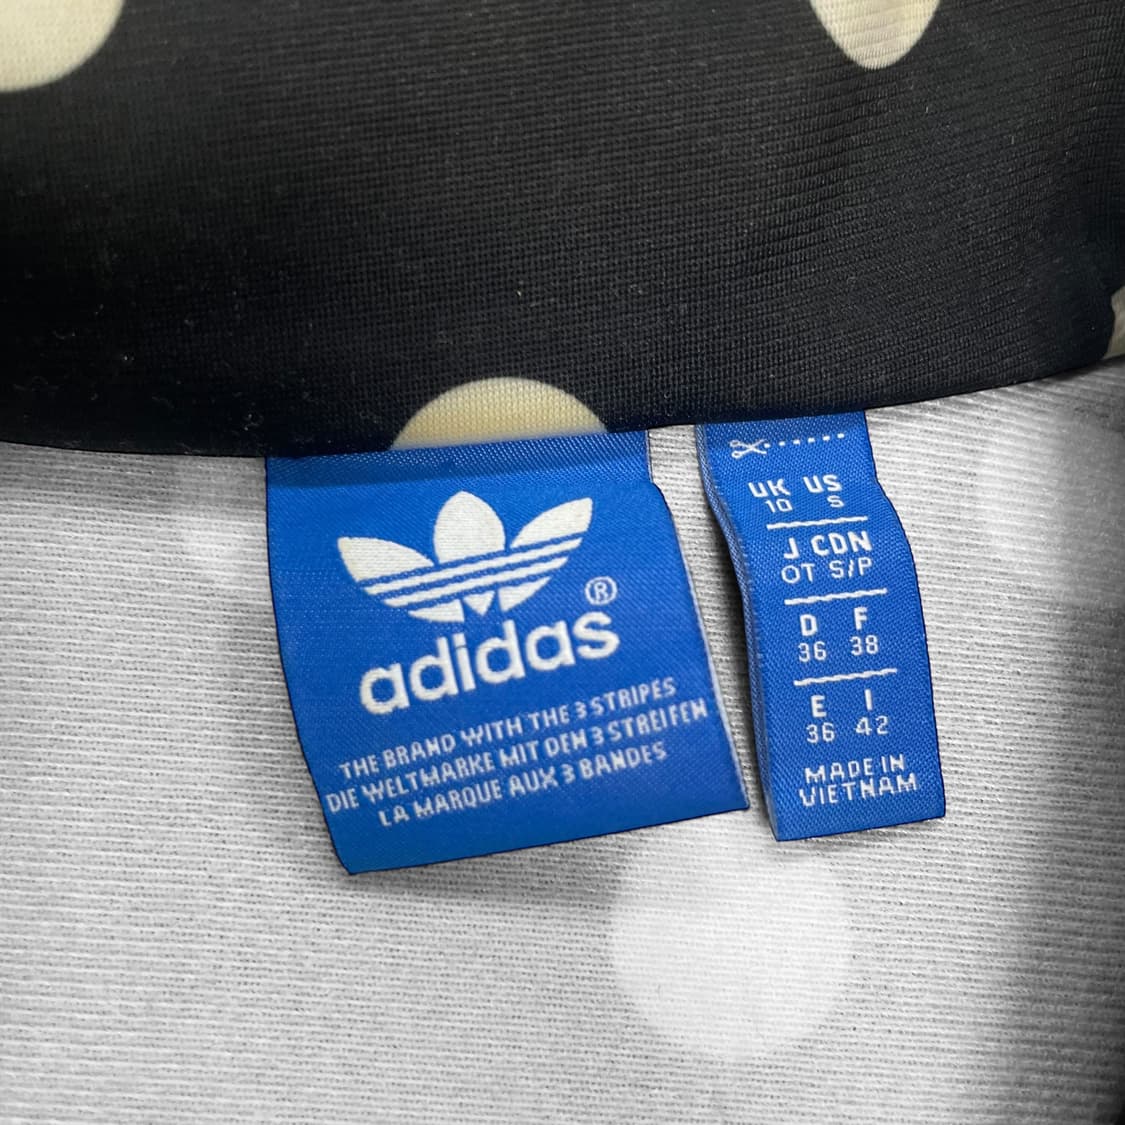 adidas®
THE BRAND WITH THE 3 STRIPES
DIE WELTMARKE MIT DEN 3 STREIFEN
LA MARQUE AUX 3 BANDES
UK US
10 S
J CDN
OT S/P
D F
36 38
E I
36 42
MADE IN
VIETNAM